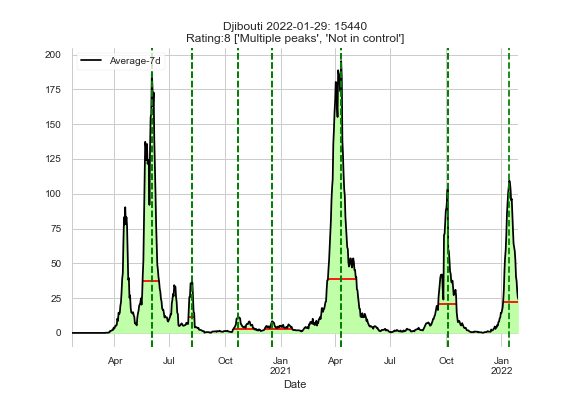 Djibouti 2022-01-29: 15440
Rating:8 ['Multiple peaks', 'Not in control']
Average-7d
200
175
150
125
100
75
50
25
0
Apr Jul Oct Jan Apr Jul Oct Jan
2021 2022
Date